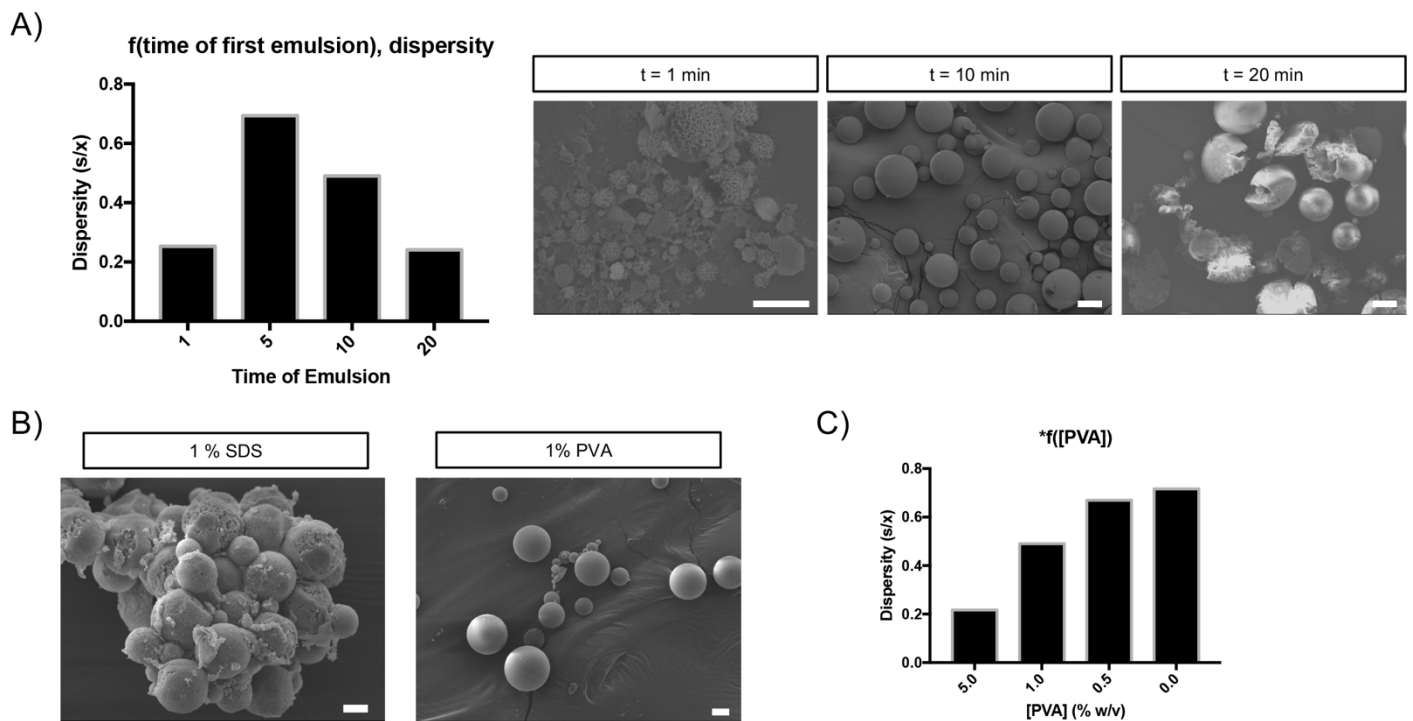 A)
f(time of first emulsion), dispersity
Dispersity (s/x)
0.8
0.6
0.4
0.2
0.0
1
5
10
20
Time of Emulsion
t = 1 min
t = 10 min
t = 20 min
B)
1 % SDS
1% PVA
C)
*f([PVA])
Dispersity (s/x)
0.8
0.6
0.4
0.2
0.0
5.0
1.0
0.5
0.0
[PVA] (% w/v)